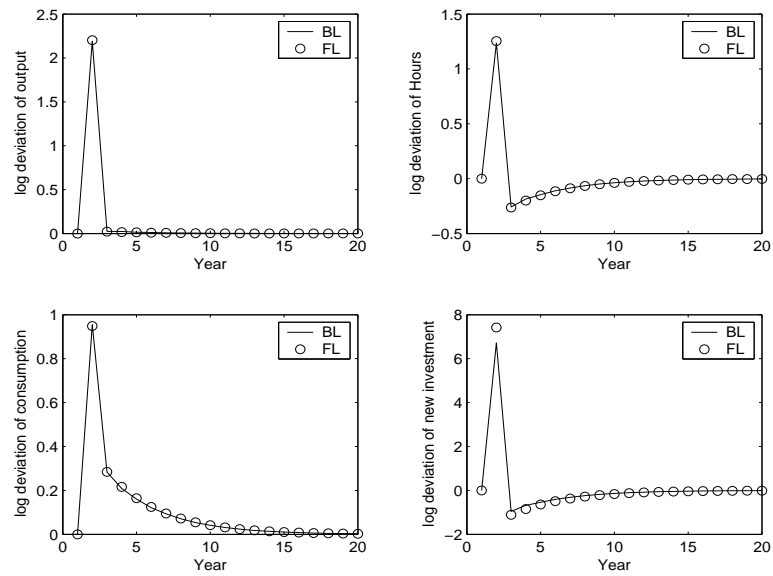 log deviation of output
2.5
2
1.5
1
0.5
0
0 5 10 15 20
Year
BL
FL
log deviation of Hours
1.5
1
0.5
0
−0.5
0 5 10 15 20
Year
BL
FL
log deviation of consumption
1
0.8
0.6
0.4
0.2
0
0 5 10 15 20
Year
BL
FL
log deviation of new investment
8
6
4
2
0
−2
0 5 10 15 20
Year
BL
FL